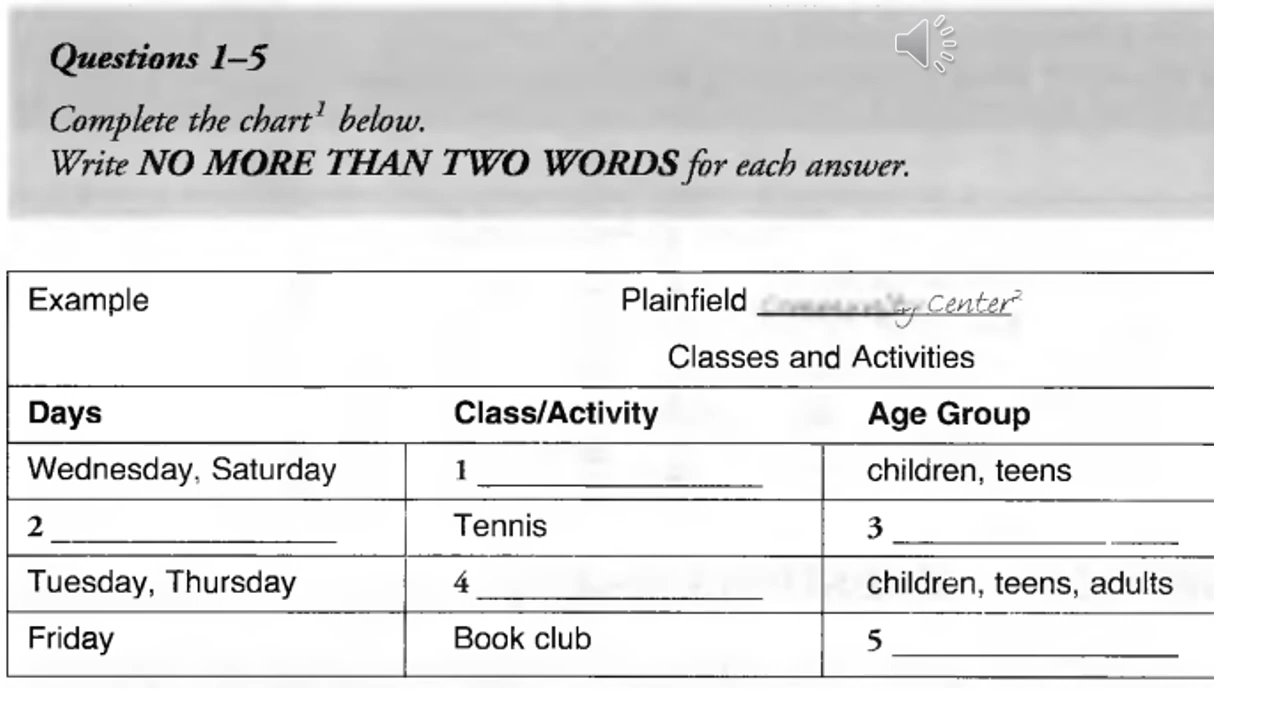 Questions 1–5
Complete the chart¹ below.
Write NO MORE THAN TWO WORDS for each answer.
Example Plainfield Center²
Classes and Activities
Days Class/Activity Age Group
Wednesday, Saturday 1 children, teens
2 Tennis 3
Tuesday, Thursday 4 children, teens, adults
Friday Book club 5